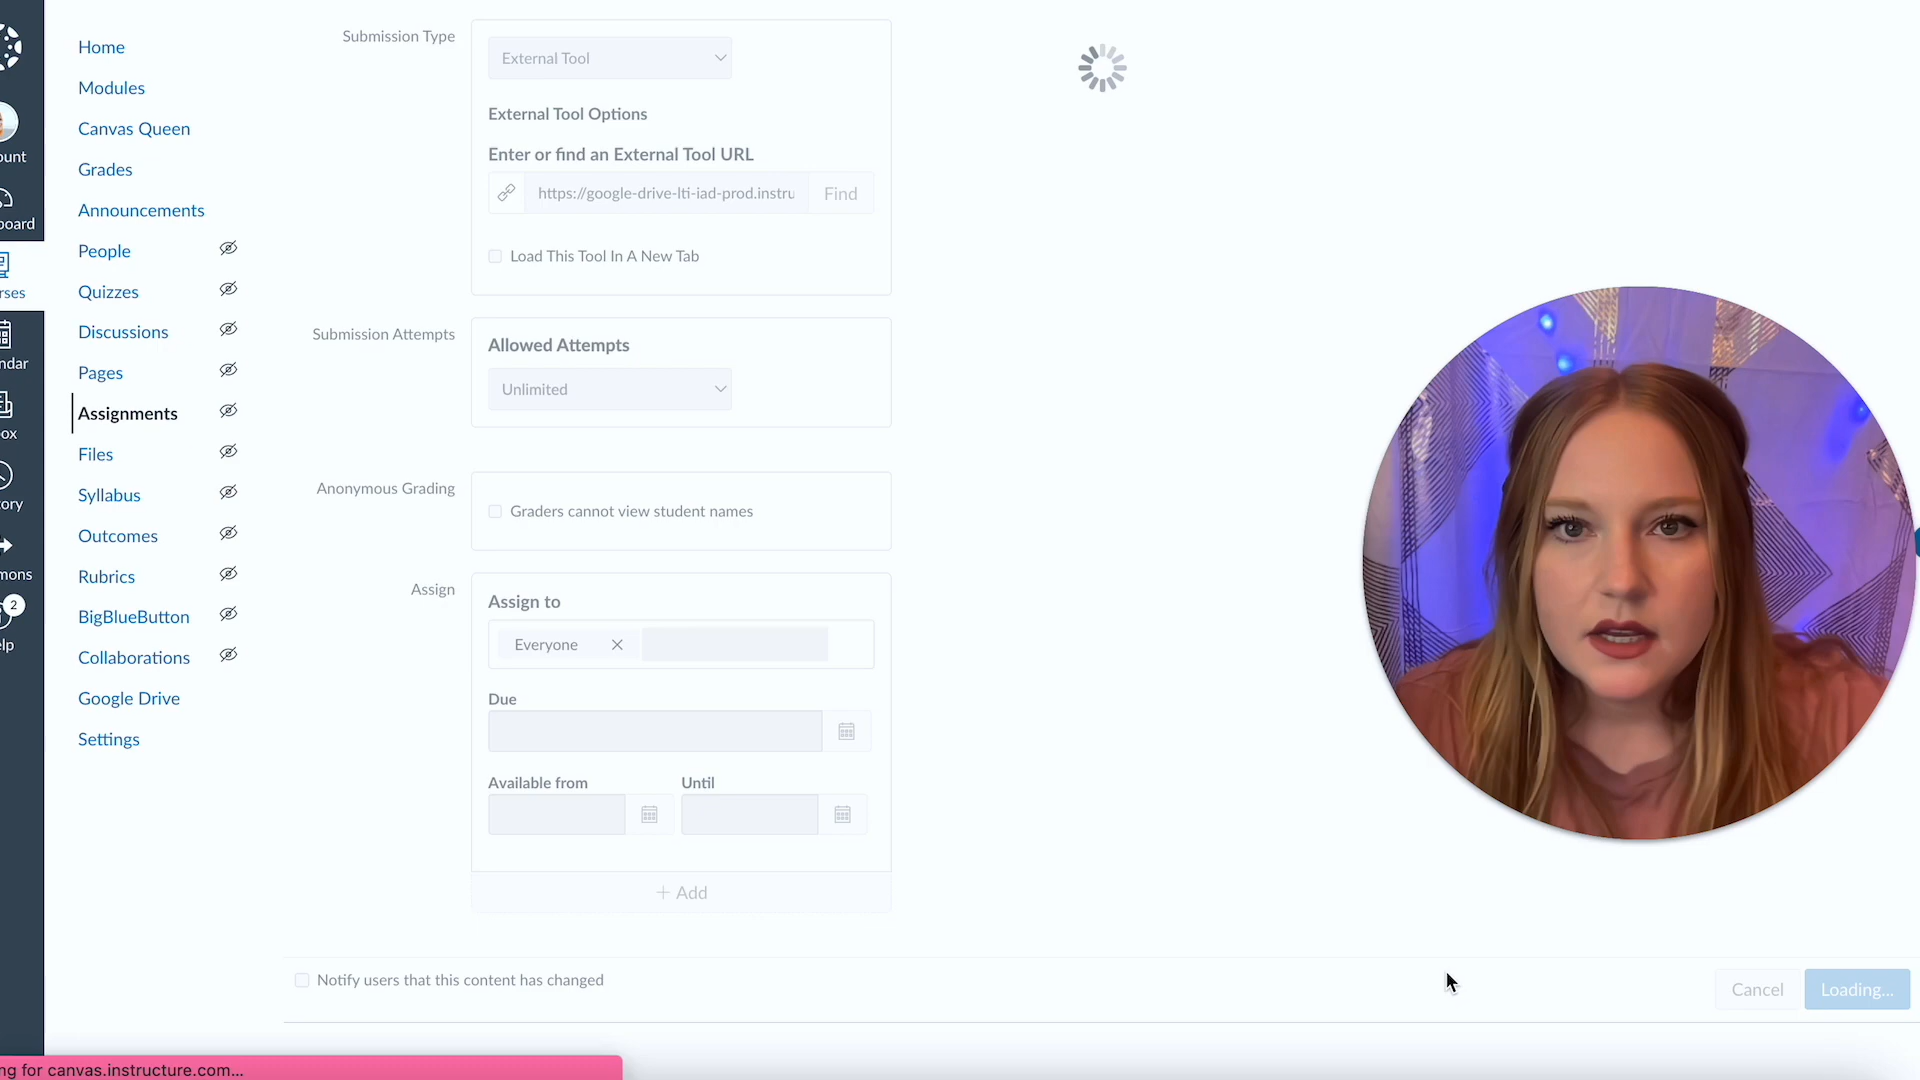 ount
board
rses
ndar
ox
ory
mons
2
elp
Home
Modules
Canvas Queen
Grades
Announcements
People
Quizzes
Discussions
Pages
Assignments
Files
Syllabus
Outcomes
Rubrics
BigBlueButton
Collaborations
Google Drive
Settings
Submission Type
External Tool
External Tool Options
Enter or find an External Tool URL
https://google-drive-lti-iad-prod.instru
Find
Load This Tool In A New Tab
Submission Attempts
Allowed Attempts
Unlimited
Anonymous Grading
Graders cannot view student names
Assign
Assign to
Everyone
Due
Available from Until
+ Add
Notify users that this content has changed
Cancel
Loading...
ng for canvas.instructure.com...